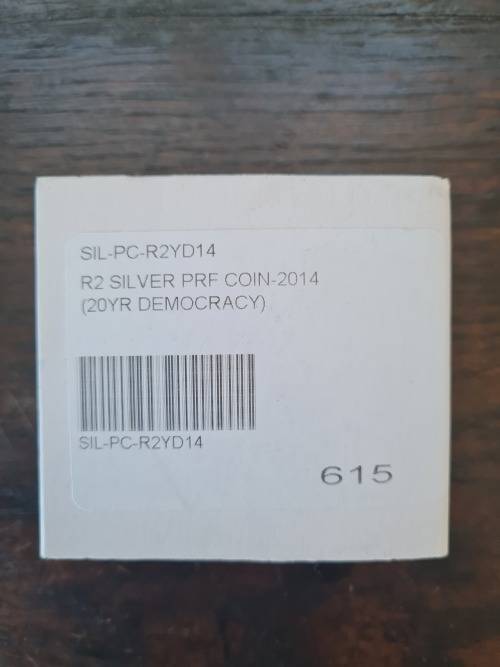 SIL-PC-R2YD14
R2 SILVER PRF COIN-2014
(20YR DEMOCRACY)
SIL-PC-R2YD14
615